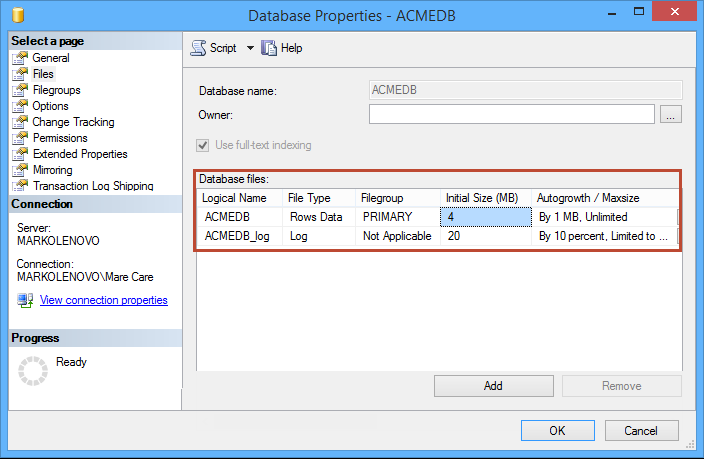 Database Properties - ACMEDB
Select a page
General
Files
Filegroups
Options
Change Tracking
Permissions
Extended Properties
Mirroring
Transaction Log Shipping
Connection
Server:
MARKOLENOVO
Connection:
MARKOLENOVO\Mare Care
View connection properties
Progress
Ready
Script Help
Database name: ACMEDB
Owner: ...
Use full-text indexing
Database files:
Logical Name File Type Filegroup Initial Size (MB) Autogrowth / Maxsize
ACMEDB Rows Data PRIMARY 4 By 1 MB, Unlimited
ACMEDB_log Log Not Applicable 20 By 10 percent, Limited to ...
Add Remove
OK Cancel